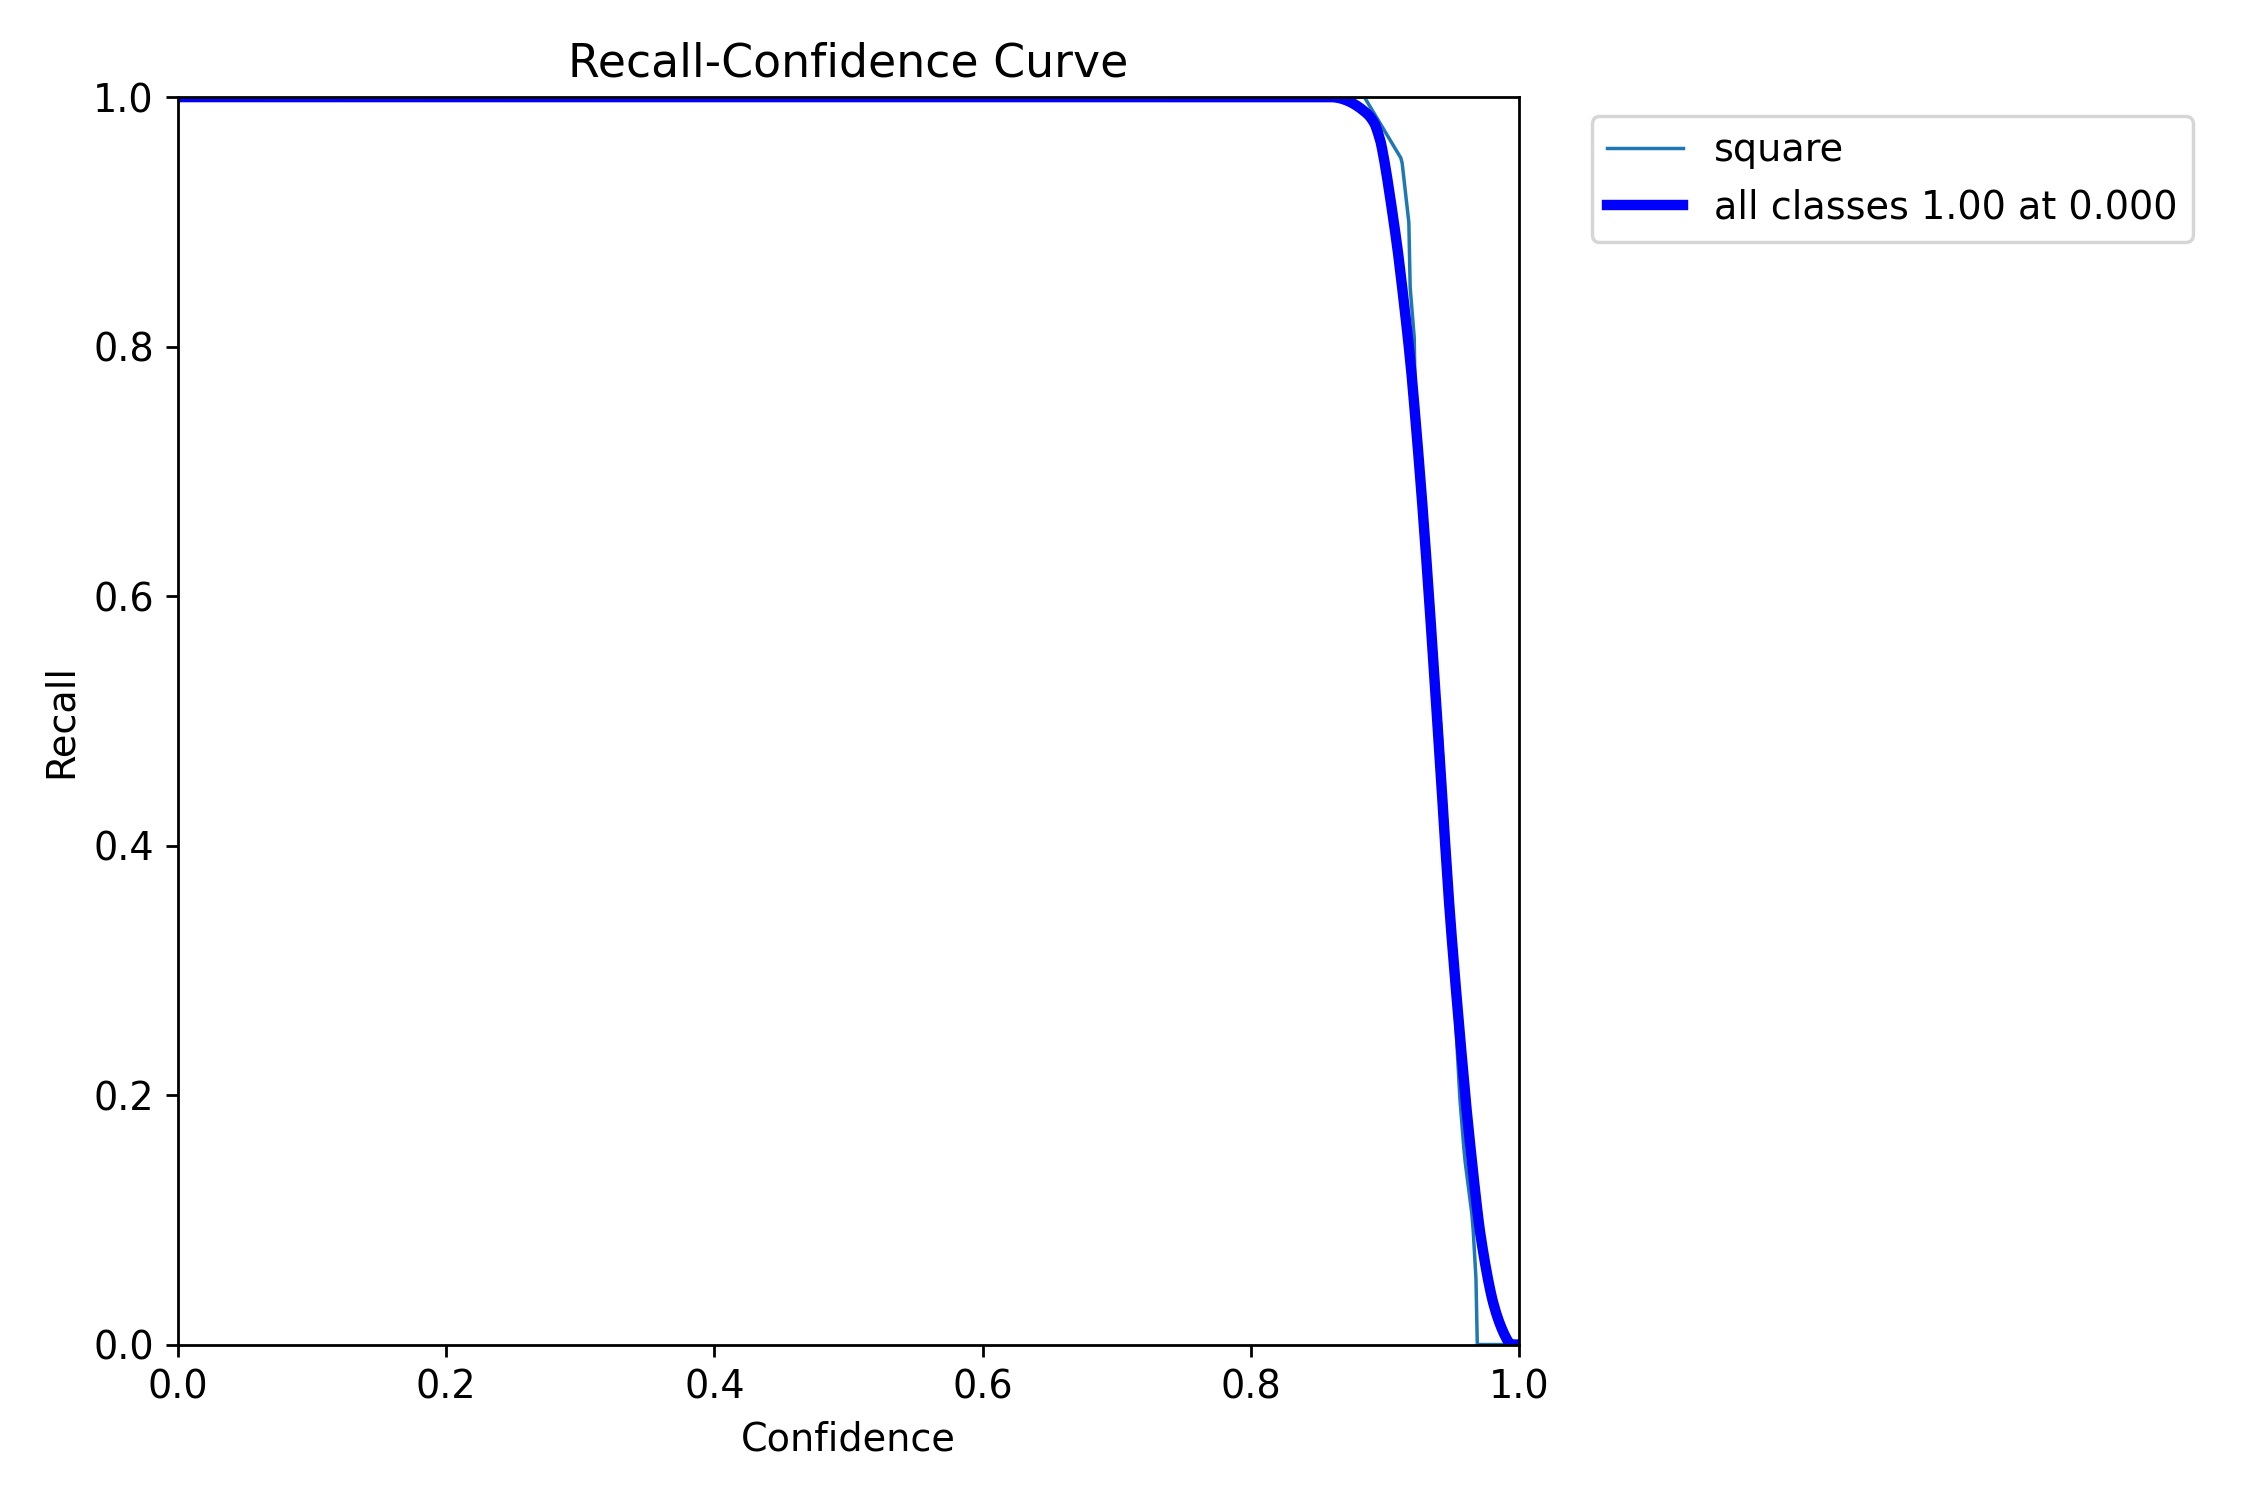 Recall-Confidence Curve
1.0
0.8
0.6
0.4
0.2
0.0
Recall
0.0 0.2 0.4 0.6 0.8 1.0
Confidence
square
all classes 1.00 at 0.000